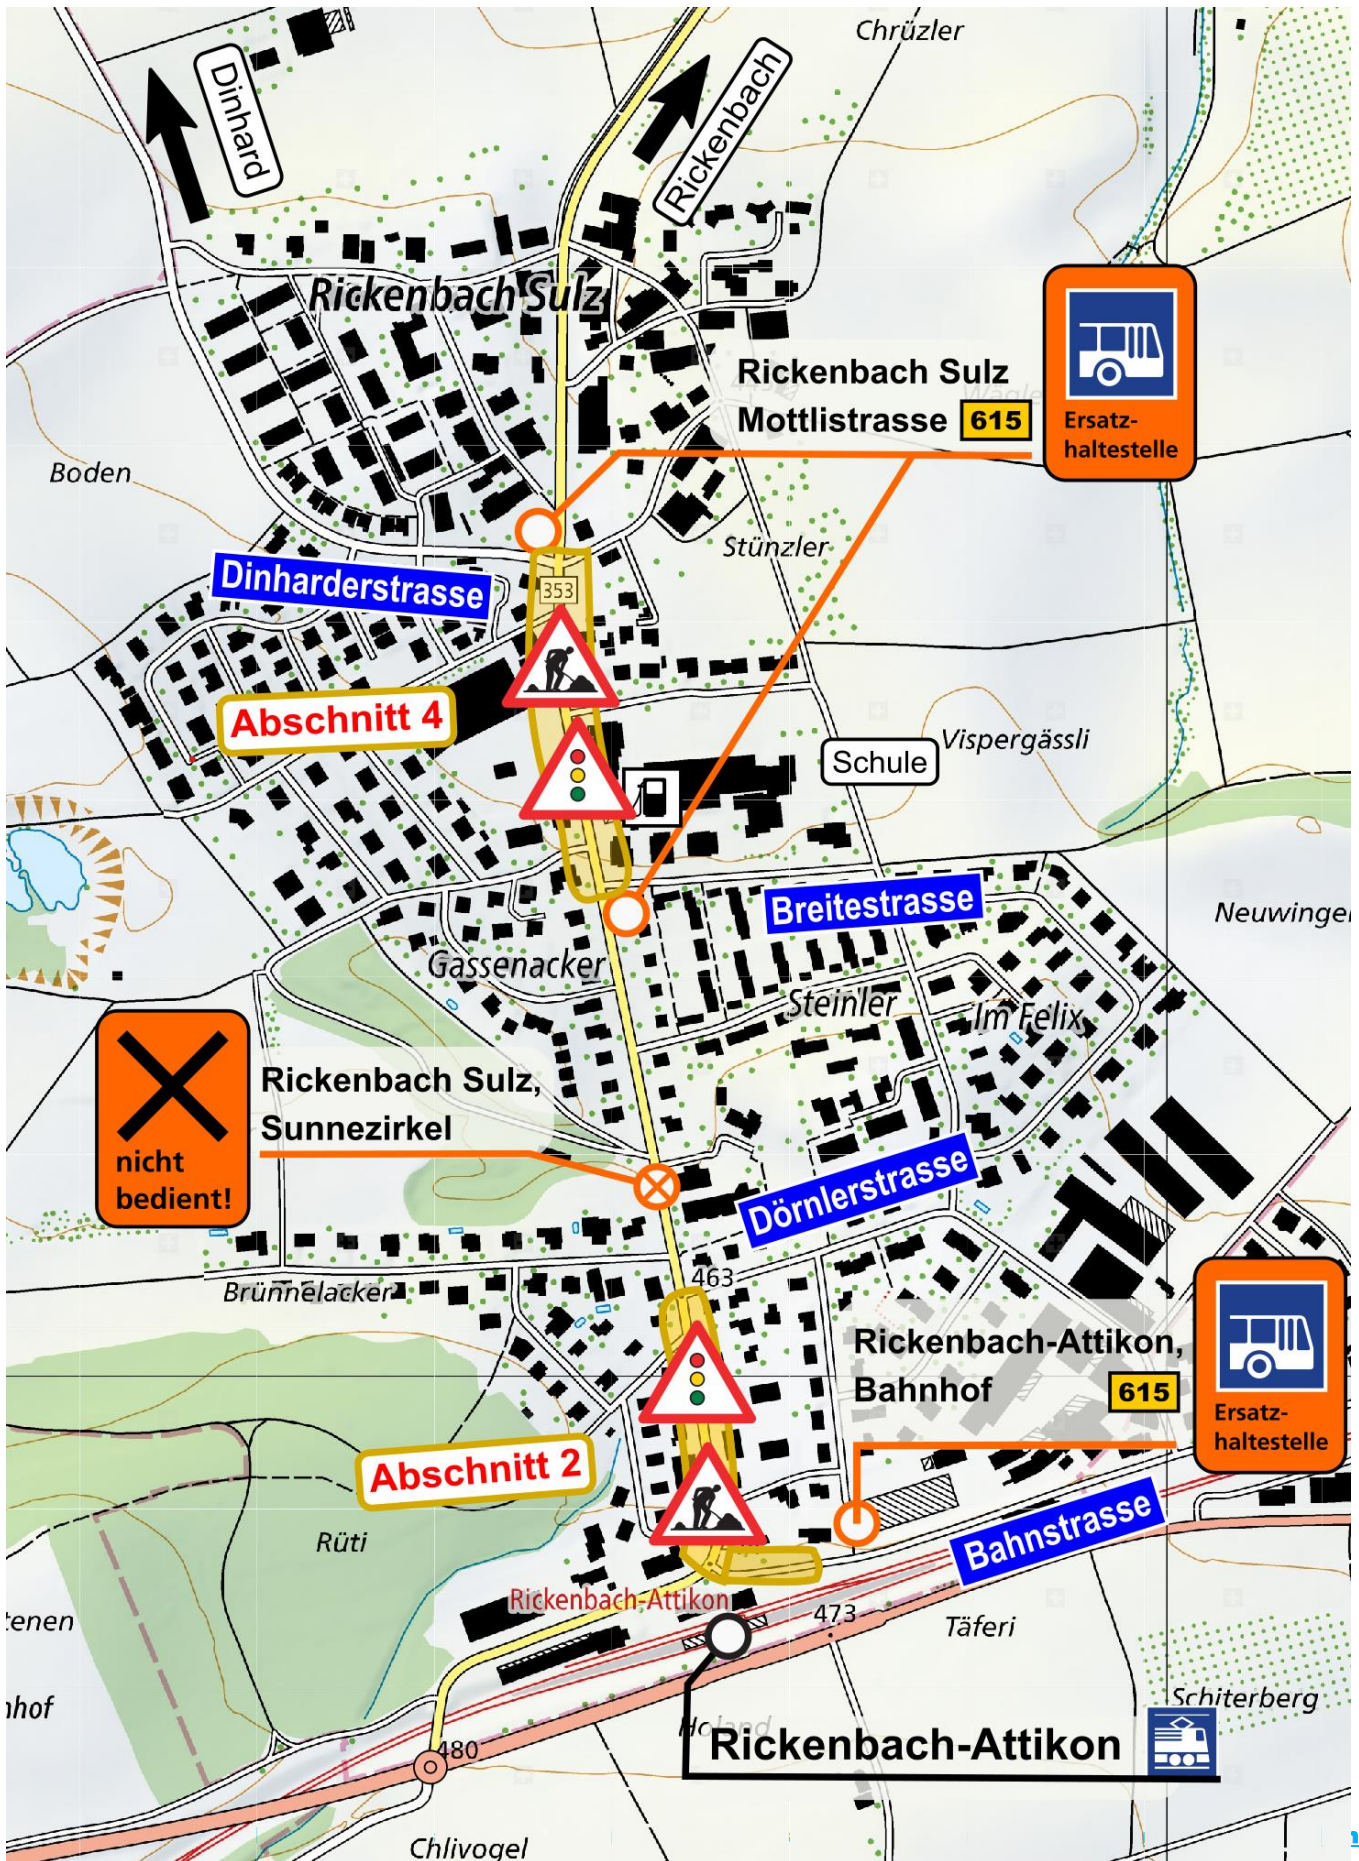 Chrüzler
Dinhard
Rickenbach
Rickenbach Sulz
Rickenbach Sulz
Mottlistrasse 615
Ersatz-
haltestelle
Boden
Stünzler
Dinharderstrasse
353
Abschnitt 4
Schule
Vispergässli
Breitestrasse
Neuwinge
Gassenacker
Steinler
Im Felix
Rickenbach Sulz,
Sunnezirkel
nicht
bedient!
Dörnlerstrasse
463
Brünnelacker
Rickenbach-Attikon,
Bahnhof 615
Ersatz-
haltestelle
Abschnitt 2
Rüti
Bahnstrasse
Rickenbach-Attikon
473
Täferi
tenen
Schiterberg
nhof
Holand
Rickenbach-Attikon
480
Chlivogel